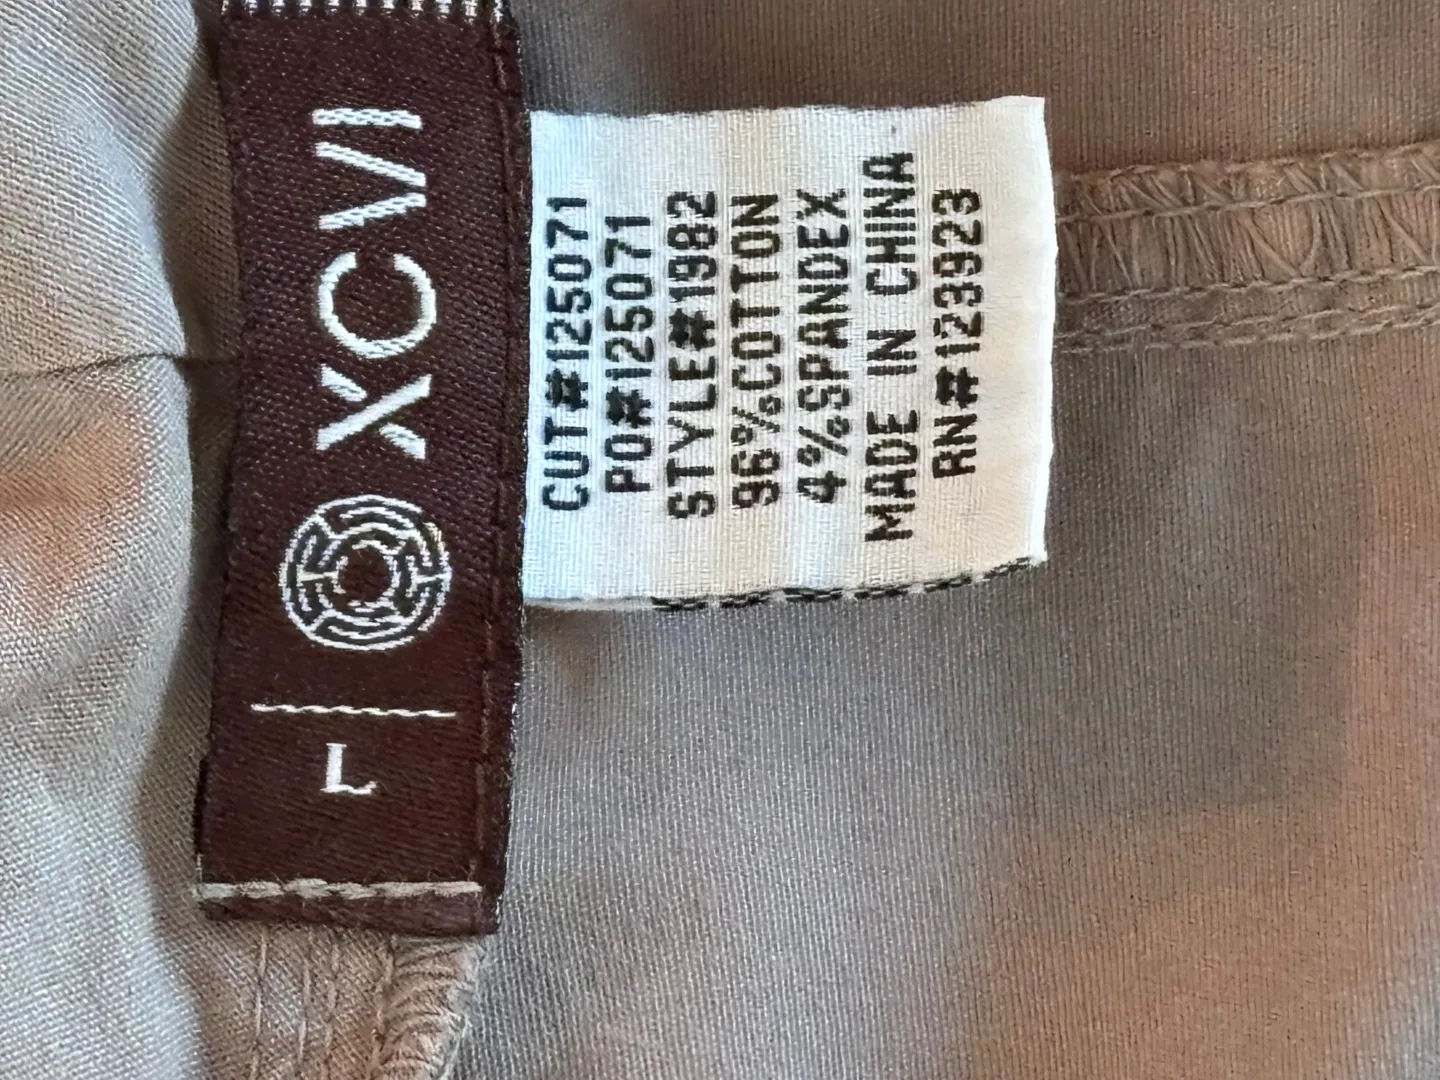 L | XCVI
CUT#125071
PO#125071
STYLE#1982
96%COTTON
4%SPANDEX
MADE IN CHINA
RN#123923